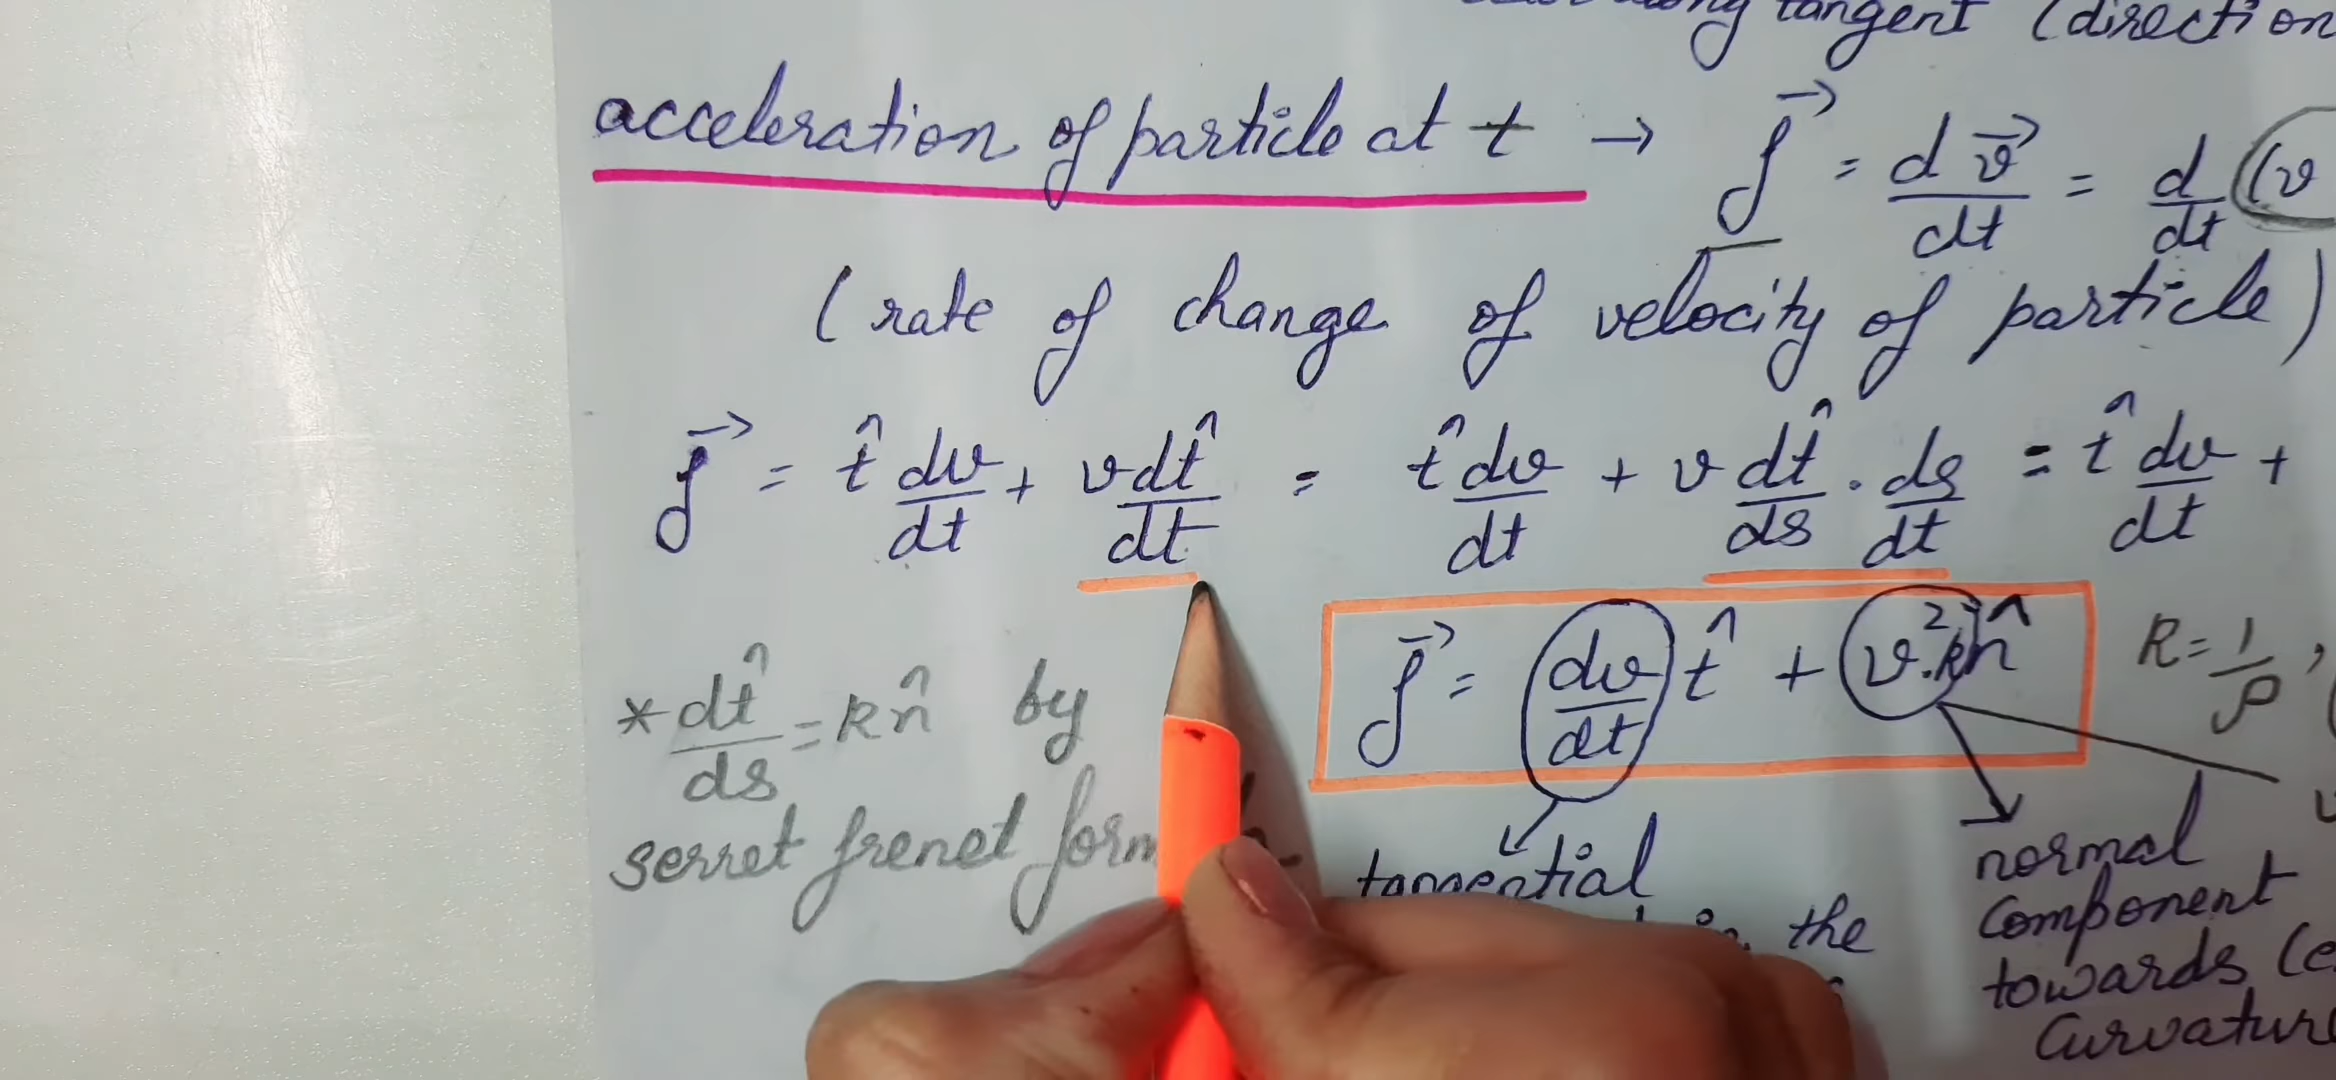 along tangent (direction
acceleration of particle at t → f⃗ = dv⃗/dt = d/dt (v
(rate of change of velocity of particle)
f⃗ = t̂ dv/dt + v dt̂/dt = t̂ dv/dt + v dt̂/ds . ds/dt = t̂ dv/dt +
f⃗ = (dv/dt) t̂ + v².k n̂
k = 1/ρ,
* dt̂/ds = k n̂ by
serret frenet
tangential
the
normal
component
towards
Curvature